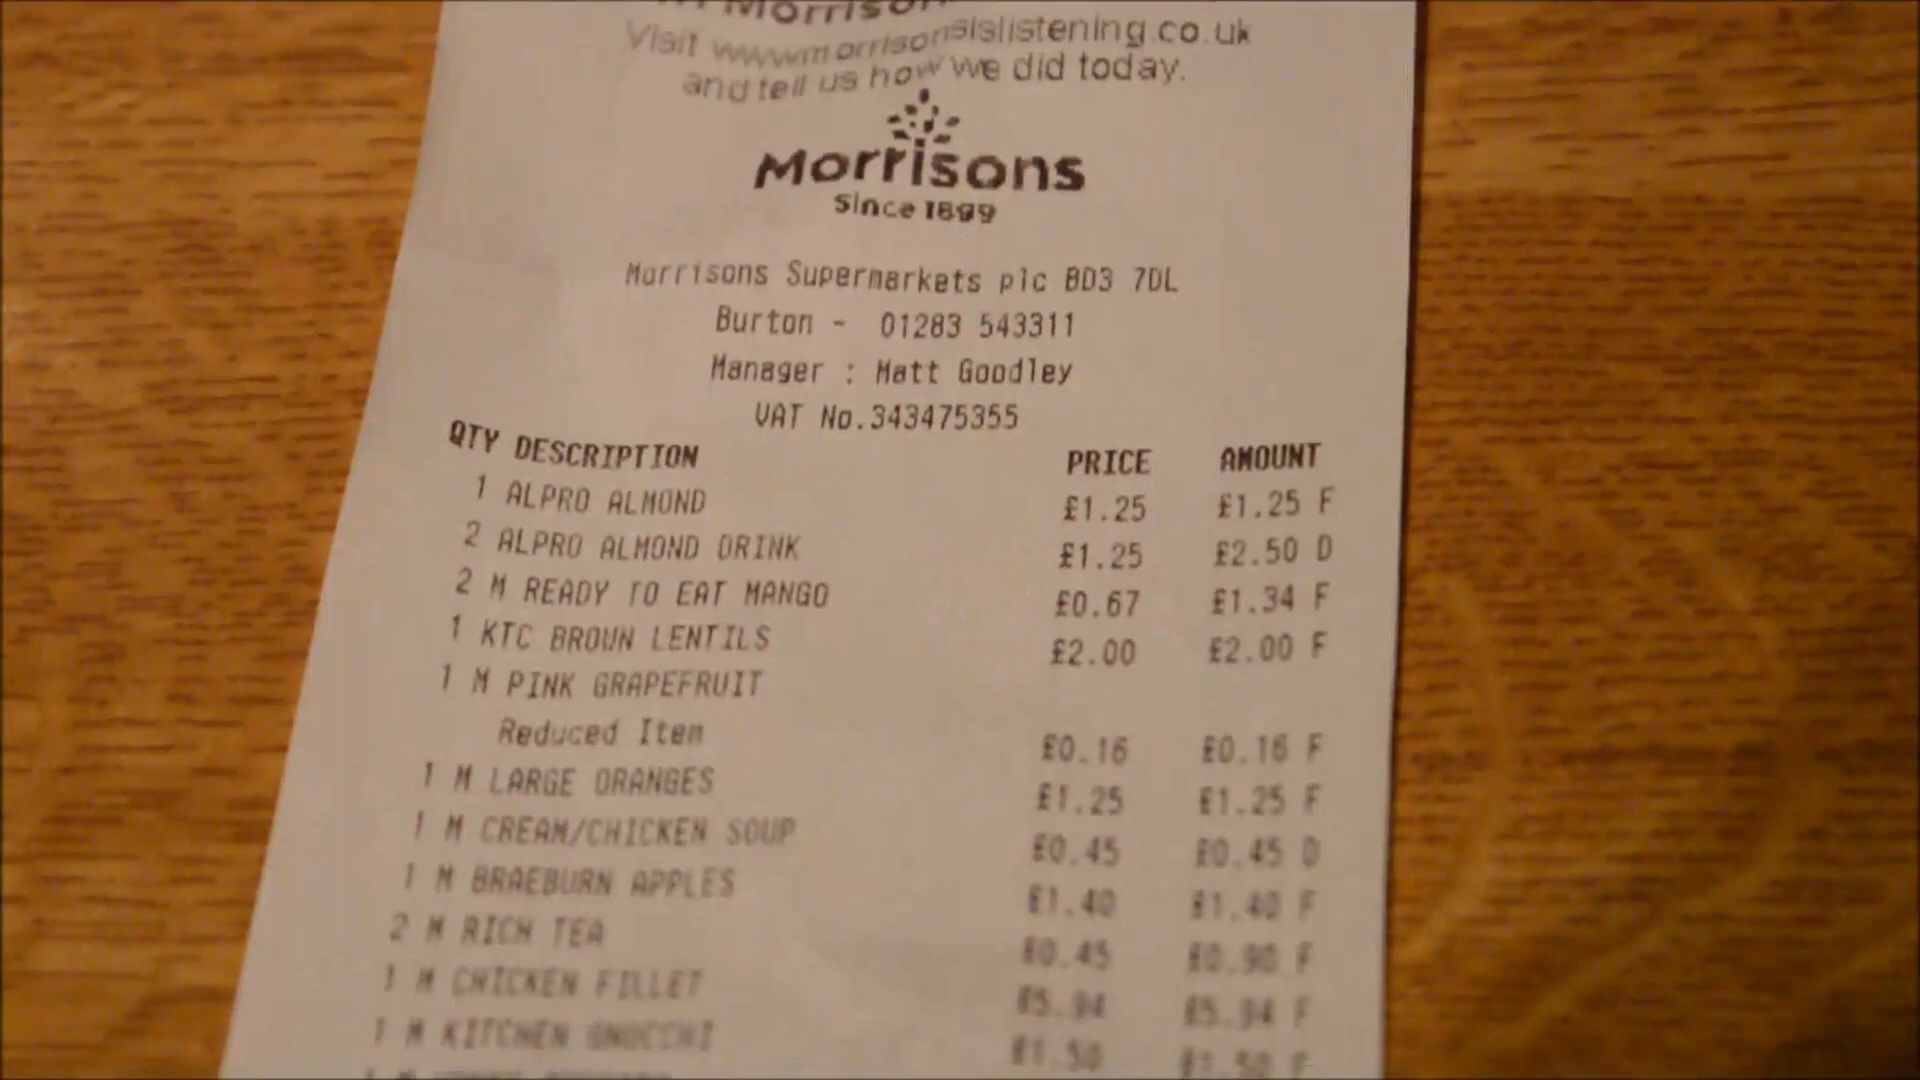 Morrison
Visit www.morrisonsislistening.co.uk
and tell us how we did today.
Morrisons
Since 1899
Morrisons Supermarkets plc BD3 7DL
Burton - 01283 543311
Manager : Matt Goodley
VAT No.343475355
QTY DESCRIPTION PRICE AMOUNT
1 ALPRO ALMOND £1.25 £1.25 F
2 ALPRO ALMOND DRINK £1.25 £2.50 D
2 M READY TO EAT MANGO £0.67 £1.34 F
1 KTC BROWN LENTILS £2.00 £2.00 F
1 M PINK GRAPEFRUIT
Reduced Item £0.16 £0.16 F
1 M LARGE ORANGES £1.25 £1.25 F
1 M CREAM/CHICKEN SOUP £0.45 £0.45 D
1 M BRAEBURN APPLES £1.40 £1.40 F
2 M RICH TEA £0.45 £0.90 F
1 M CHICKEN FILLET £5.94 £5.94 F
1 M KITCHEN GNOCCHI £1.50 £1.50 F